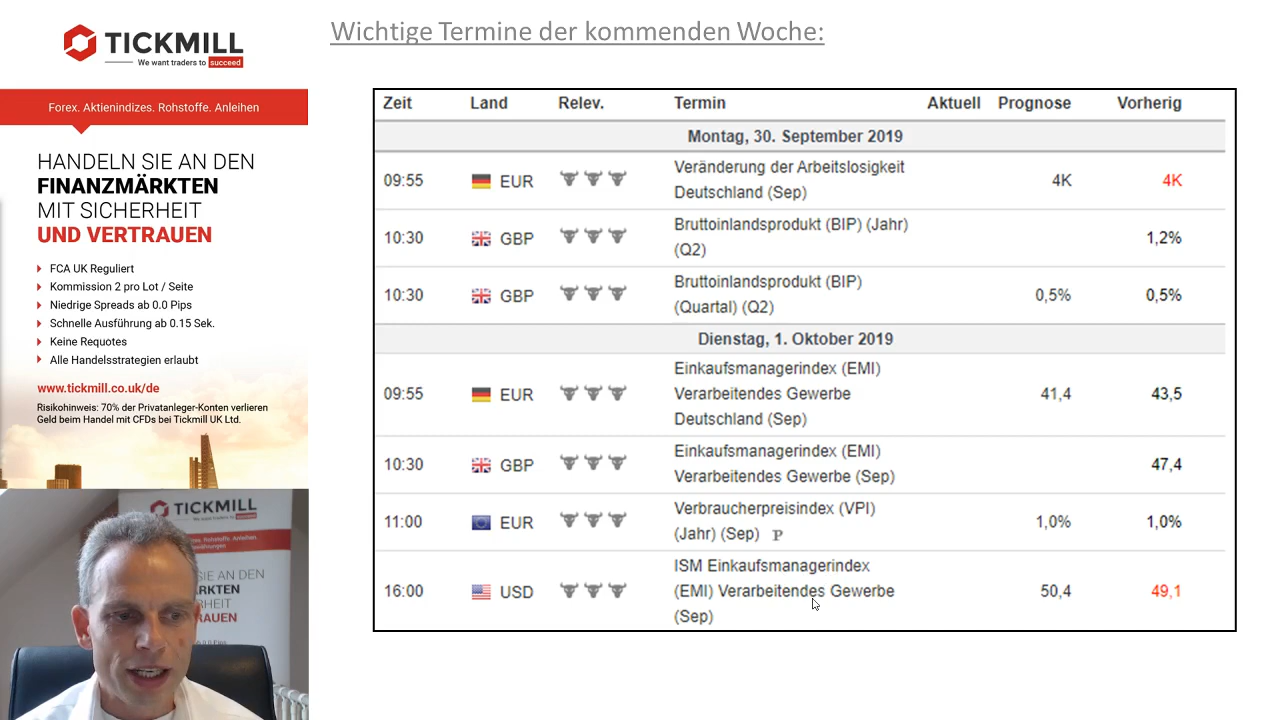 TICKMILL
We want traders to succeed
Forex. Aktienindizes. Rohstoffe. Anleihen
HANDELN SIE AN DEN
FINANZMÄRKTEN
MIT SICHERHEIT
UND VERTRAUEN
FCA UK Reguliert
Kommission 2 pro Lot / Seite
Niedrige Spreads ab 0.0 Pips
Schnelle Ausführung ab 0.15 Sek.
Keine Requotes
Alle Handelsstrategien erlaubt
www.tickmill.co.uk/de
Risikohinweis: 70% der Privatanleger-Konten verlieren
Geld beim Handel mit CFDs bei Tickmill UK Ltd.
TICKMILL
We want traders to succeed
Wichtige Termine der kommenden Woche:
Zeit Land Relev. Termin Aktuell Prognose Vorherig
Montag, 30. September 2019
09:55 EUR Veränderung der Arbeitslosigkeit 4K 4K
Deutschland (Sep)
10:30 GBP Bruttoinlandsprodukt (BIP) (Jahr) 1,2%
(Q2)
10:30 GBP Bruttoinlandsprodukt (BIP) 0,5% 0,5%
(Quartal) (Q2)
Dienstag, 1. Oktober 2019
Einkaufsmanagerindex (EMI)
09:55 EUR Verarbeitendes Gewerbe 41,4 43,5
Deutschland (Sep)
10:30 GBP Einkaufsmanagerindex (EMI) 47,4
Verarbeitendes Gewerbe (Sep)
11:00 EUR Verbraucherpreisindex (VPI) 1,0% 1,0%
(Jahr) (Sep) P
ISM Einkaufsmanagerindex
16:00 USD (EMI) Verarbeitendes Gewerbe 50,4 49,1
(Sep)